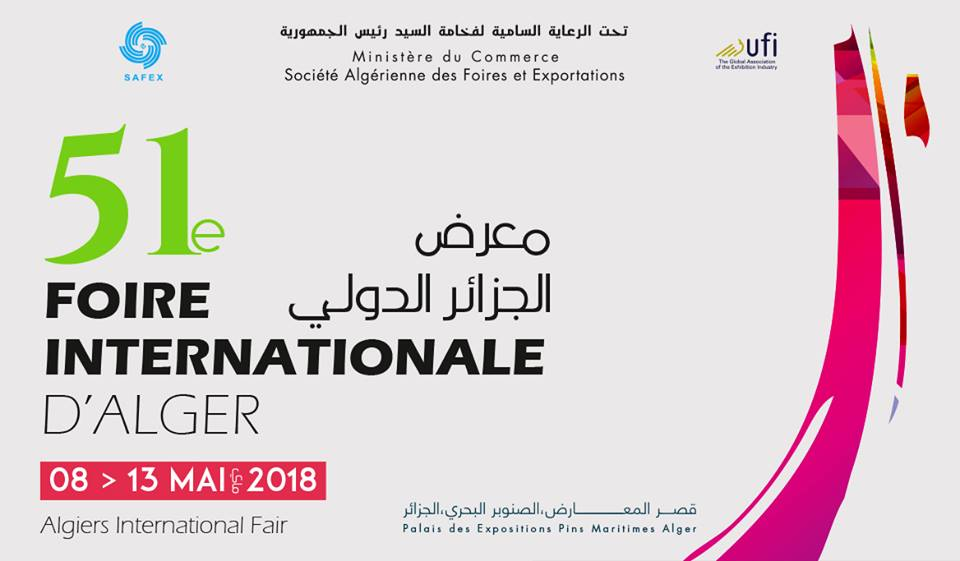 SAFEX
تحت الرعاية السامية لفخامة السيد رئيس الجمهورية
Ministère du Commerce
Société Algérienne des Foires et Exportations
ufi
The Global Association
of the Exhibition Industry
51e
معرض
الجزائر الدولي
FOIRE
INTERNATIONALE
D'ALGER
08 > 13 MAI ماي 2018
Algiers International Fair
قصــر المعـــــــارض،الصنوبر البحري،الجزائر
Palais des Expositions Pins Maritimes Alger